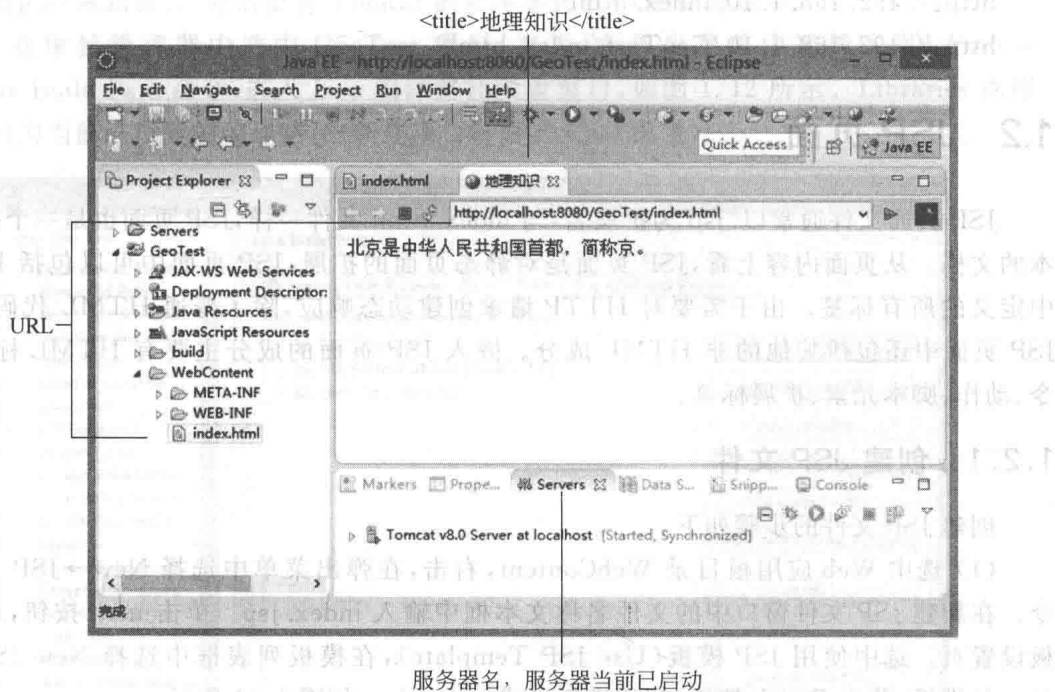 <title>地理知识</title>
Java EE - http://localhost:8080/GeoTest/index.html - Eclipse
File Edit Navigate Search Project Run Window Help
Quick Access
Java EE
Project Explorer
index.html
地理知识
http://localhost:8080/GeoTest/index.html
北京是中华人民共和国首都，简称京。
Servers
GeoTest
JAX-WS Web Services
Deployment Descriptor
Java Resources
JavaScript Resources
build
WebContent
META-INF
WEB-INF
index.html
URL
Markers
Prope...
Servers
Data S...
Snipp...
Console
Tomcat v8.0 Server at localhost [Started, Synchronized]
完成
服务器名，服务器当前已启动